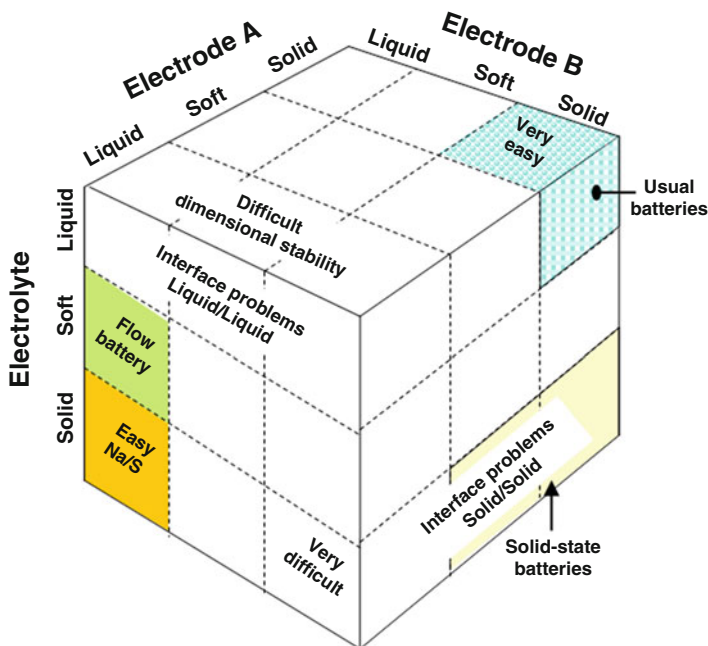 Electrode A
Electrode B
Liquid
Soft
Solid
Liquid
Soft
Solid
Very
easy
Usual
batteries
Electrolyte
Liquid
Soft
Solid
Difficult
dimensional stability
Interface problems
Liquid/Liquid
Flow
battery
Easy
Na/S
Very
difficult
Interface problems
Solid/Solid
Solid-state
batteries